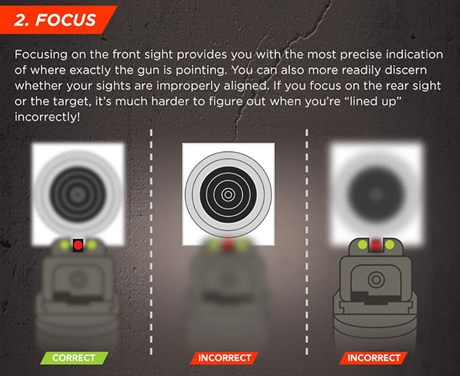 2. FOCUS
Focusing on the front sight provides you with the most precise indication
of where exactly the gun is pointing. You can also more readily discern
whether your sights are improperly aligned. If you focus on the rear sight
or the target, it's much harder to figure out when you're "lined up"
incorrectly!
CORRECT
INCORRECT
INCORRECT